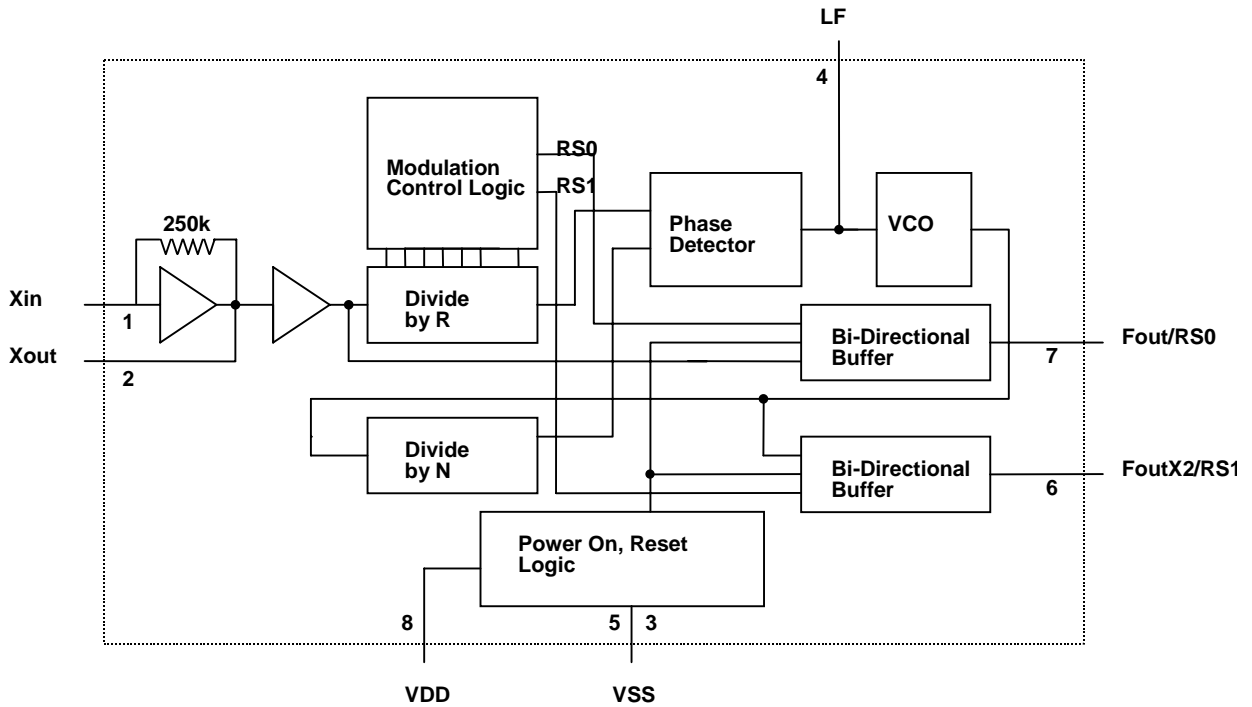 LF
4
RS0
Modulation
Control Logic
RS1
250k
Phase
Detector
VCO
Xin
1
Divide
by R
Xout
2
Bi-Directional
Buffer
7
Fout/RS0
Divide
by N
Bi-Directional
Buffer
6
FoutX2/RS1
Power On, Reset
Logic
8
5
3
VDD
VSS